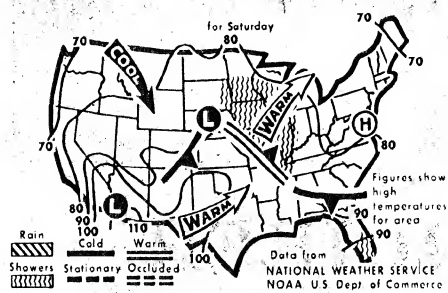 for Saturday
70
80
70
70
COOL
L
WARM
H
70
80
Figures show
high
temperatures
for area
80
90
100
L
110
WARM
100
90
90
Rain
Cold
Warm
Showers
Stationary
Occluded
Data from
NATIONAL WEATHER SERVICE
NOAA U.S. Dept. of Commerce